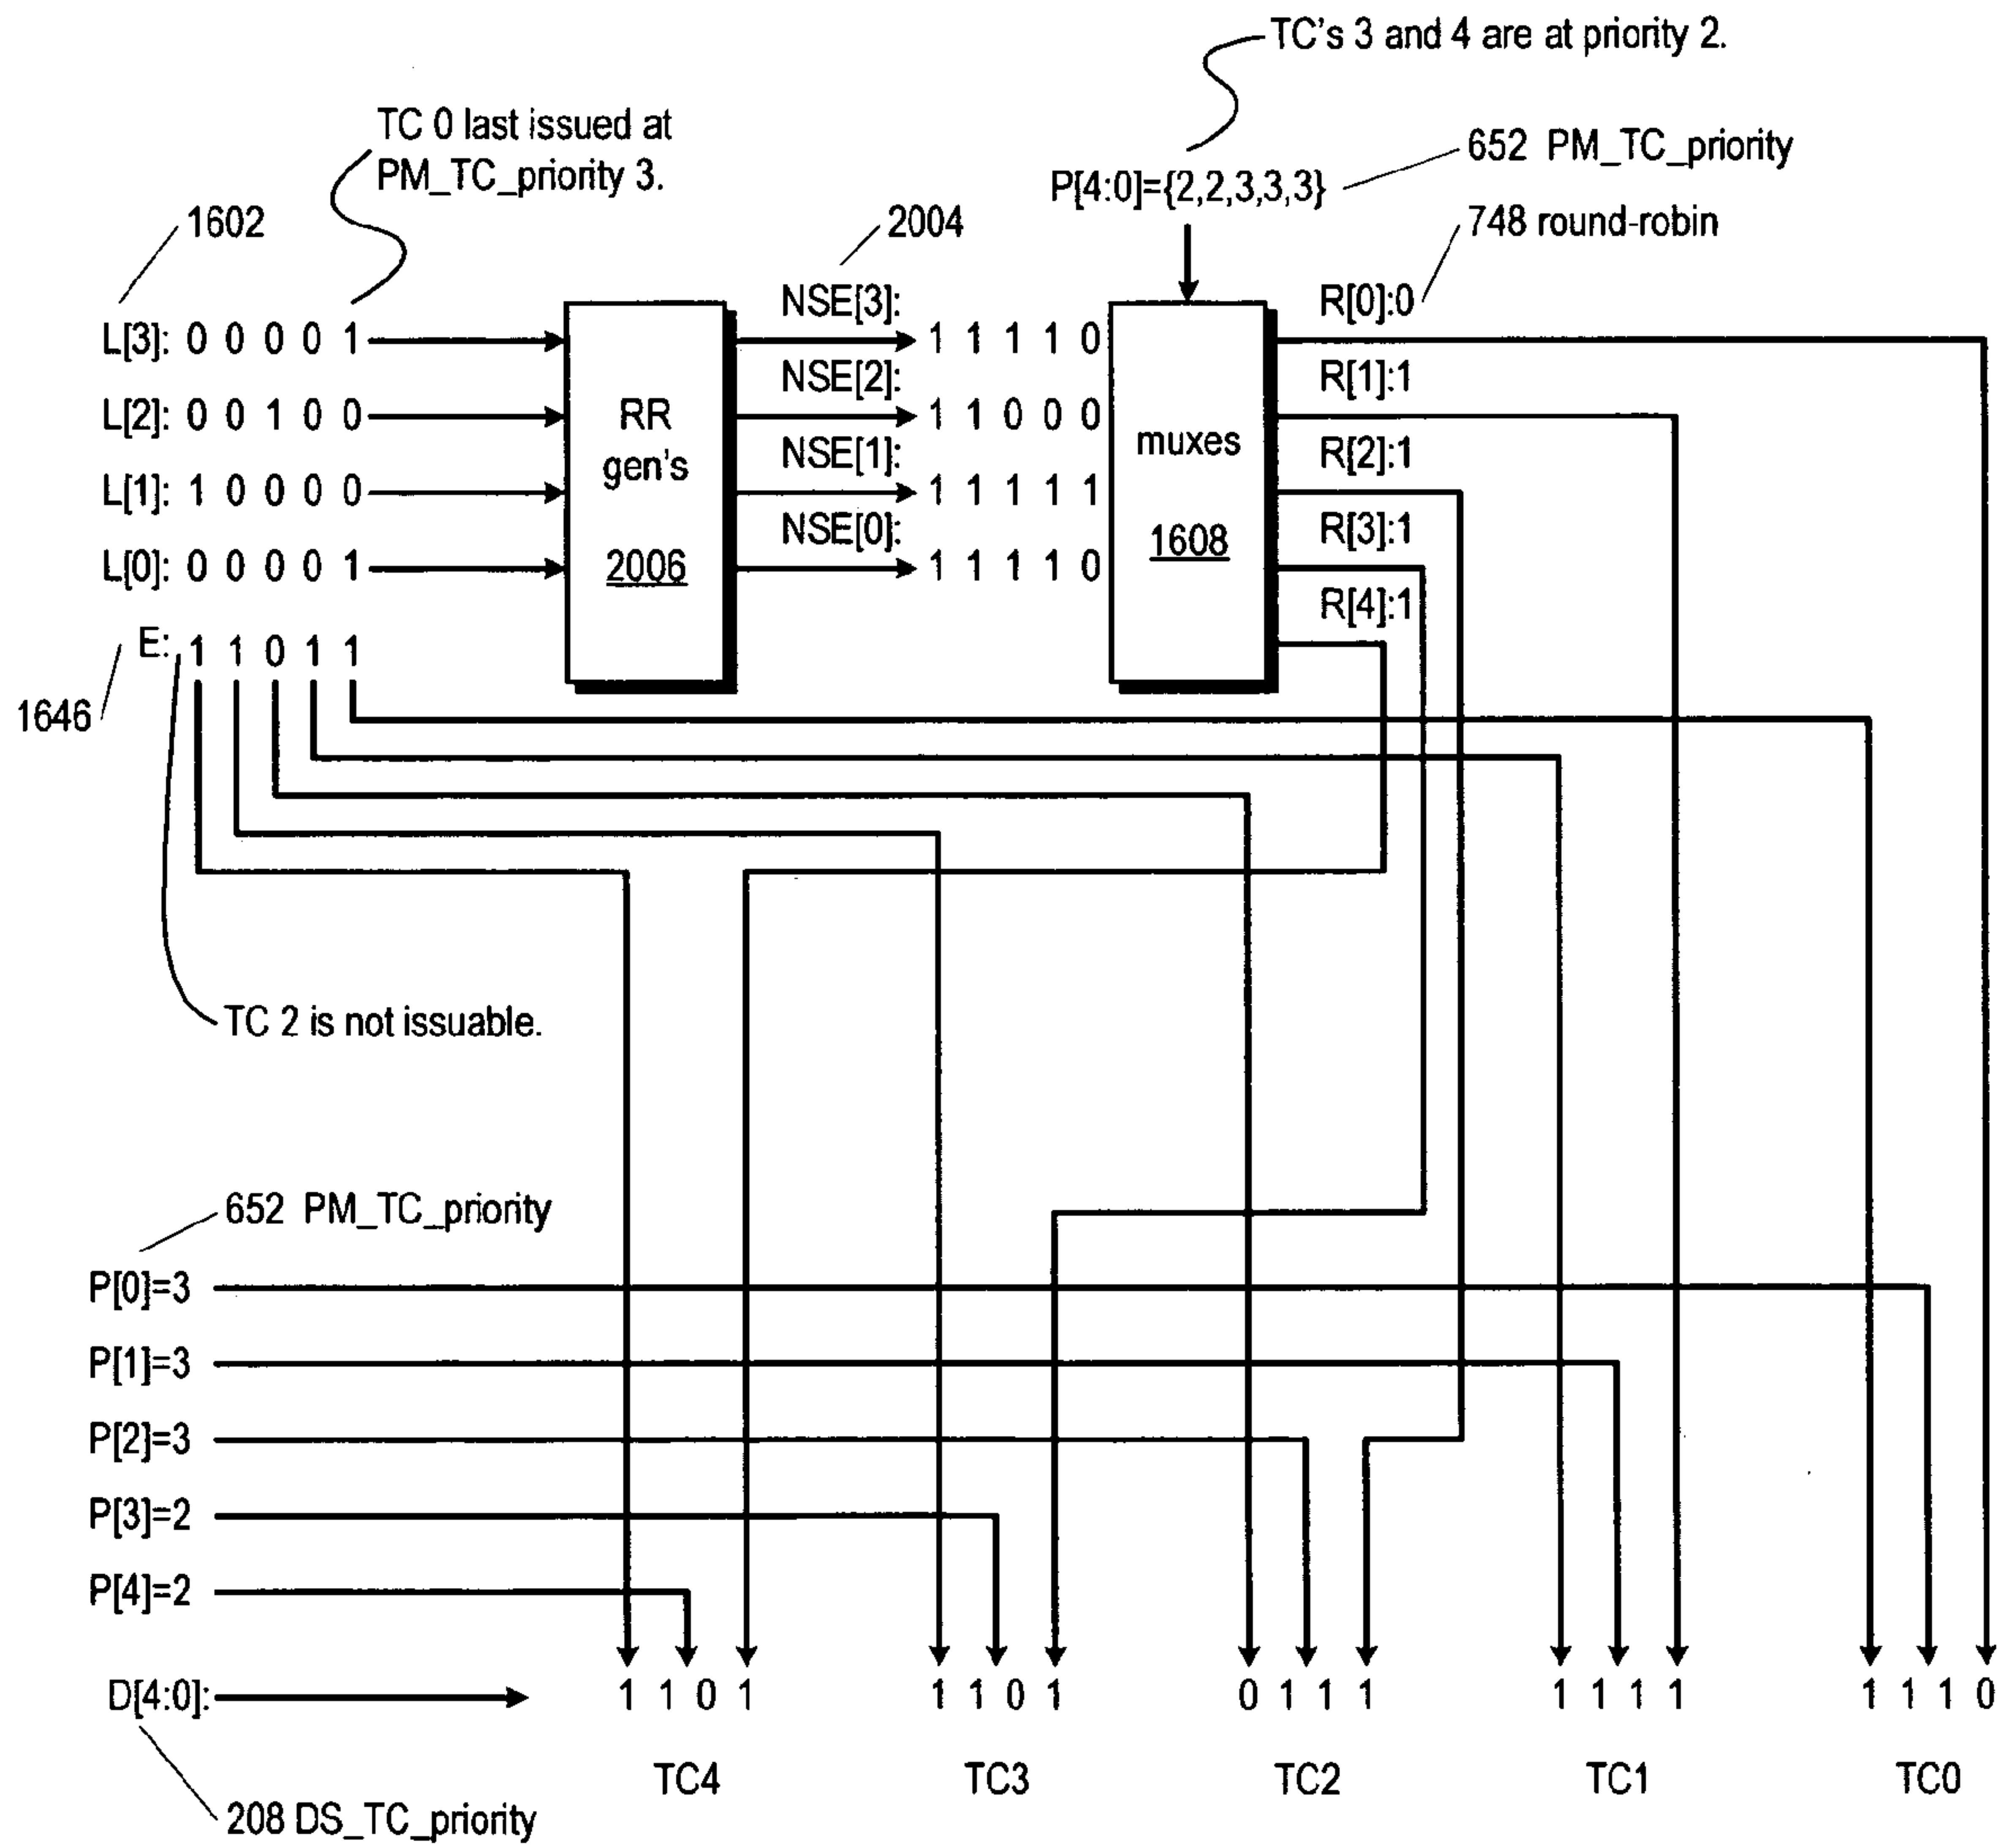 TC's 3 and 4 are at priority 2.
TC 0 last issued at
PM_TC_priority 3.
652 PM_TC_priority
P[4:0]={2,2,3,3,3}
1602
2004
748 round-robin
NSE[3]:
R[0]:0
L[3]: 0 0 0 0 1
1 1 1 1 0
NSE[2]:
R[1]:1
L[2]: 0 0 1 0 0
RR
1 1 0 0 0
muxes
NSE[1]:
R[2]:1
gen's
L[1]: 1 0 0 0 0
1 1 1 1 1
NSE[0]:
R[3]:1
1608
L[0]: 0 0 0 0 1
2006
1 1 1 1 0
R[4]:1
E: 1 1 0 1 1
1646
TC 2 is not issuable.
652 PM_TC_priority
P[0]=3
P[1]=3
P[2]=3
P[3]=2
P[4]=2
D[4:0]: 1 1 0 1 1 1 0 1 0 1 1 1 1 1 1 1 1 1 1 0
TC4 TC3 TC2 TC1 TC0
208 DS_TC_priority